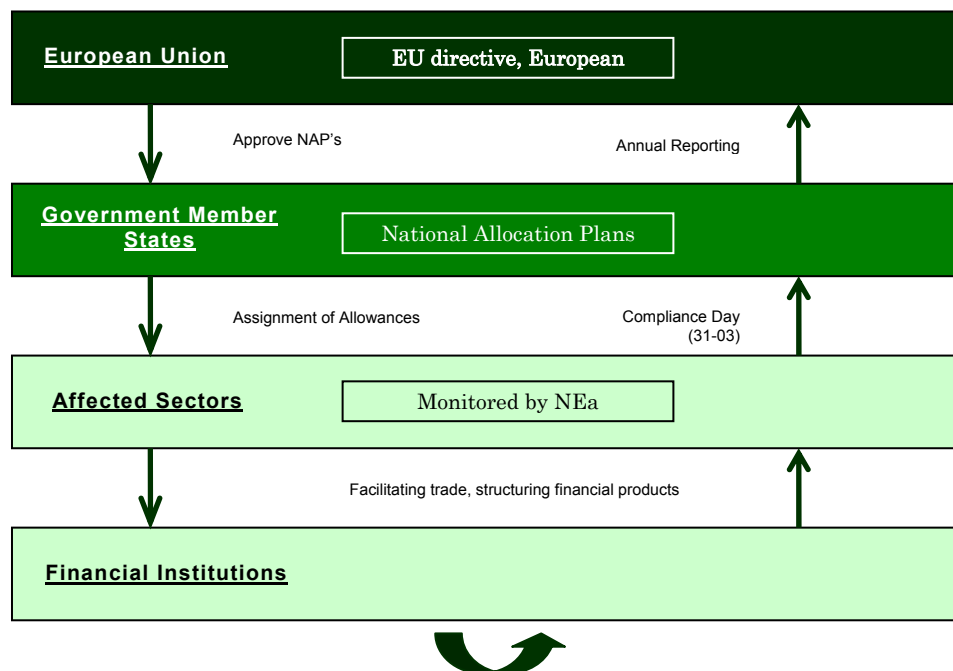 European Union
EU directive, European
Approve NAP's
Annual Reporting
Government Member
States
National Allocation Plans
Assignment of Allowances
Compliance Day
(31-03)
Affected Sectors
Monitored by NEa
Facilitating trade, structuring financial products
Financial Institutions